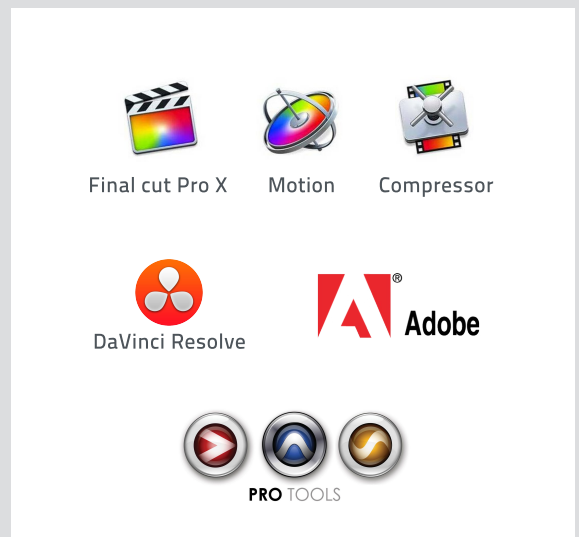 Final cut Pro X
Motion
Compressor
DaVinci Resolve
®
Adobe
PRO TOOLS